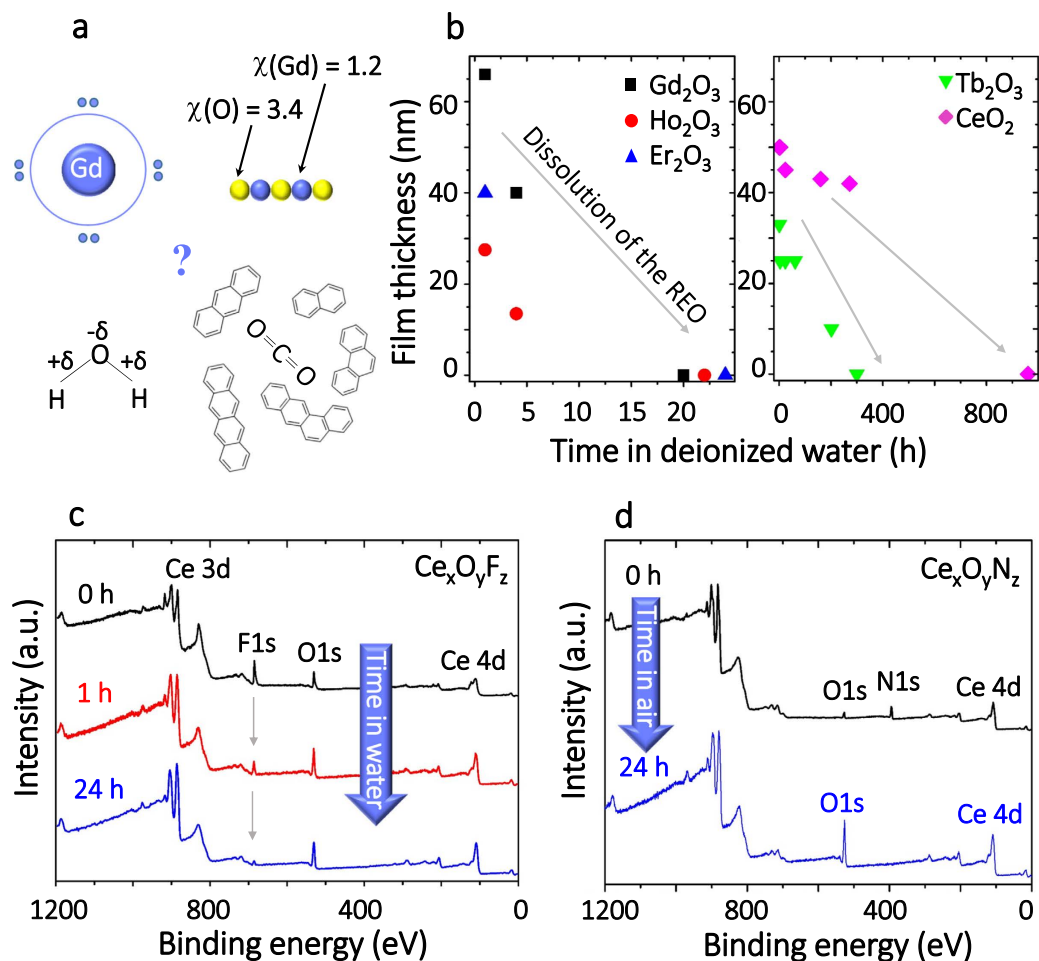 a
χ(Gd) = 1.2
χ(O) = 3.4
Gd
?
-δ
+δ O +δ
H H
O
C
O
b
Film thickness (nm)
60
40
20
0
0 5 10 15 20
Gd₂O₃
Ho₂O₃
Er₂O₃
Dissolution of the REO
60
40
20
0
0 400 800
Tb₂O₃
CeO₂
Time in deionized water (h)
c
Intensity (a.u.)
Ce 3d
CeₓOᵧF𝓏
0 h
F1s
O1s
Ce 4d
1 h
24 h
Time in water
1200 800 400 0
Binding energy (eV)
d
Intensity (a.u.)
0 h
CeₓOᵧN𝓏
Time in air
O1s
N1s
Ce 4d
24 h
O1s
Ce 4d
1200 800 400 0
Binding energy (eV)